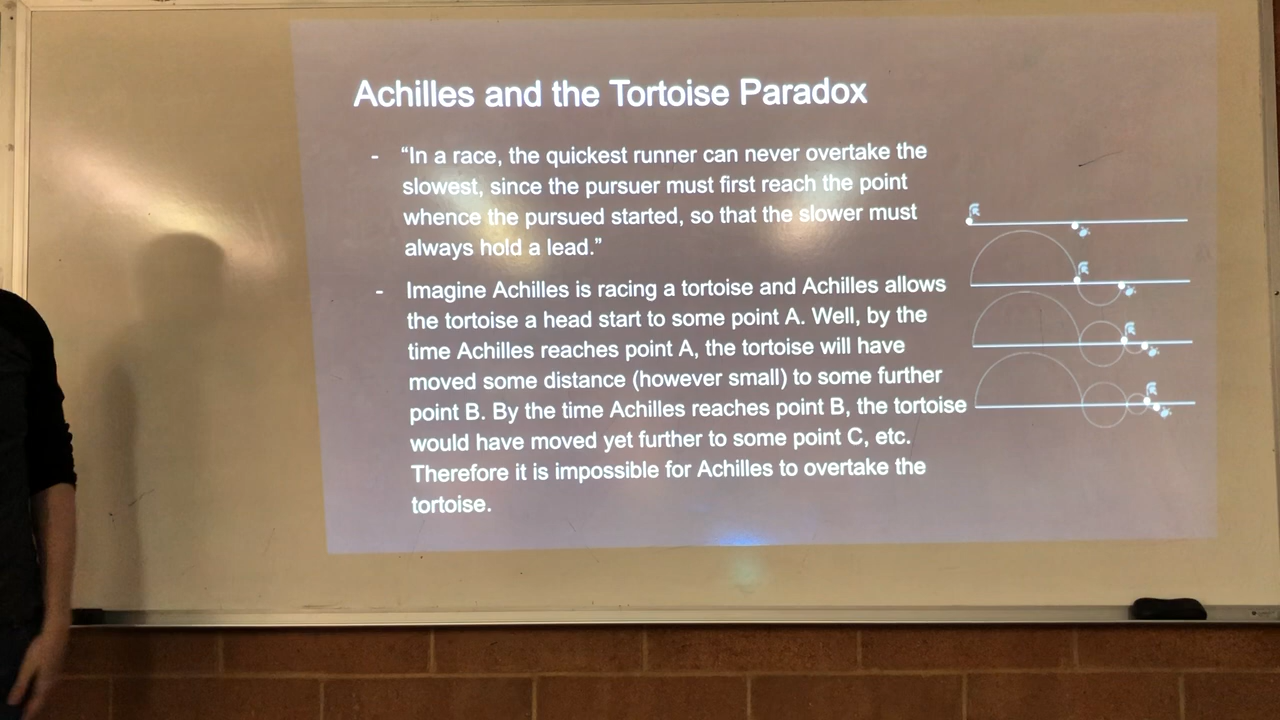 Achilles and the Tortoise Paradox
- “In a race, the quickest runner can never overtake the
slowest, since the pursuer must first reach the point
whence the pursued started, so that the slower must
always hold a lead.”
- Imagine Achilles is racing a tortoise and Achilles allows
the tortoise a head start to some point A. Well, by the
time Achilles reaches point A, the tortoise will have
moved some distance (however small) to some further
point B. By the time Achilles reaches point B, the tortoise
would have moved yet further to some point C, etc.
Therefore it is impossible for Achilles to overtake the
tortoise.